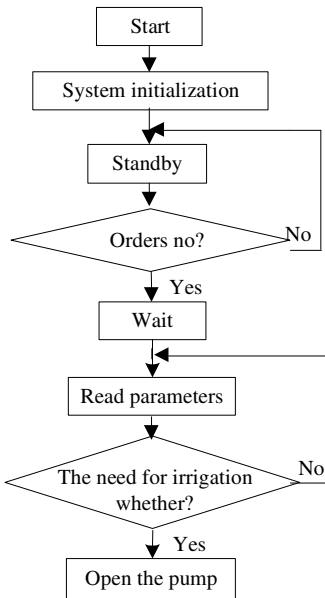 Start
System initialization
Standby
Orders no?
No
Yes
Wait
Read parameters
The need for irrigation
whether?
No
Yes
Open the pump